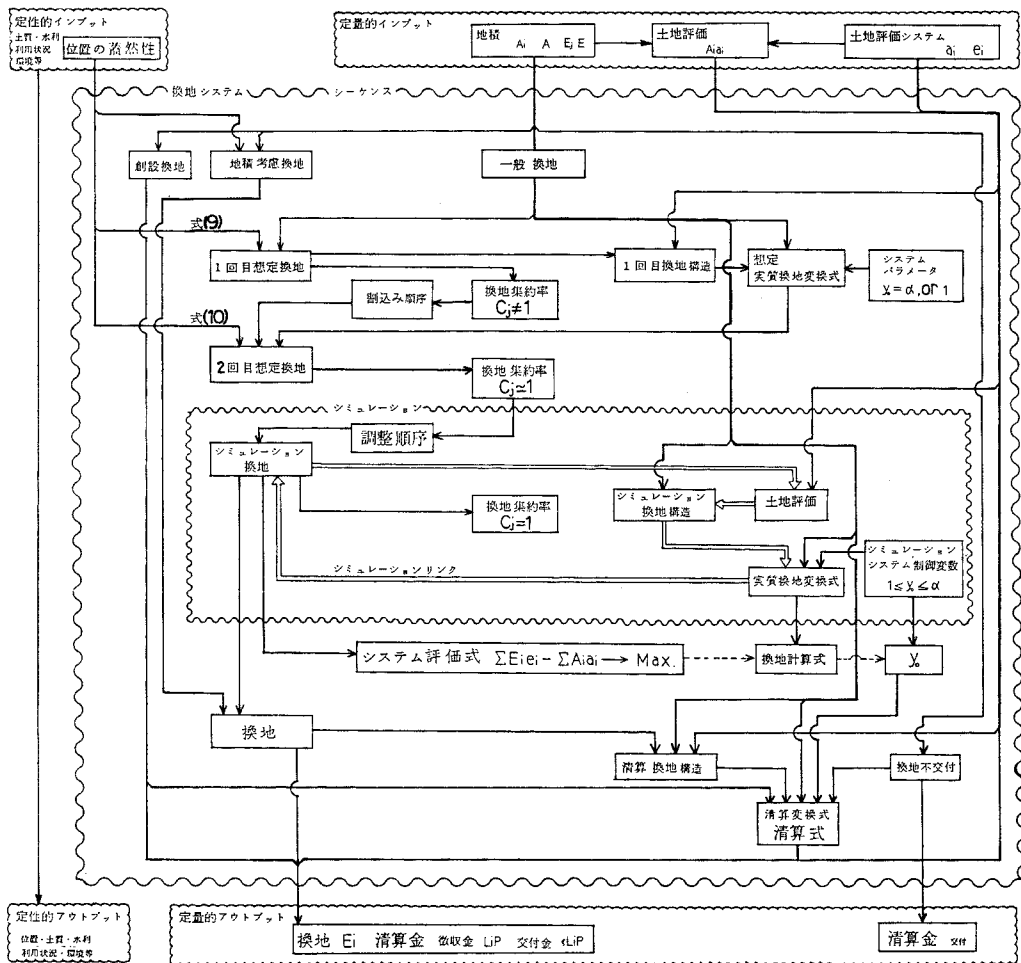 定性的インプット
土質・水利
利用状況
環境等
位置の蓋然性
定量的インプット
地積
Ai A Ej E
土地評価
Aiai
土地評価システム
ai ei
換地システム シーケンス
創設換地
地積考慮換地
一般換地
式(9)
1回目想定換地
1回目換地構造
想定
実質換地変換式
システム
パラメータ
γ=α, or 1
割込み順序
換地集約率
Cj≠1
式(10)
2回目想定換地
換地集約率
Cj≃1
シミュレーション
調整順序
シミュレーション
換地
シミュレーション
換地構造
土地評価
換地集約率
Cj=1
シミュレーションリンク
実質換地変換式
シミュレーション
システム制御変数
1≤γ≤α
システム評価式 ΣEiei−ΣAiai→Max.
換地計算式
γo
換地
清算換地構造
換地不交付
清算変換式
清算式
定性的アウトプット
位置・土質・水利
利用状況・環境等
定量的アウトプット
換地 Ei 清算金 徴収金 LiP 交付金 εLiP
清算金 交付